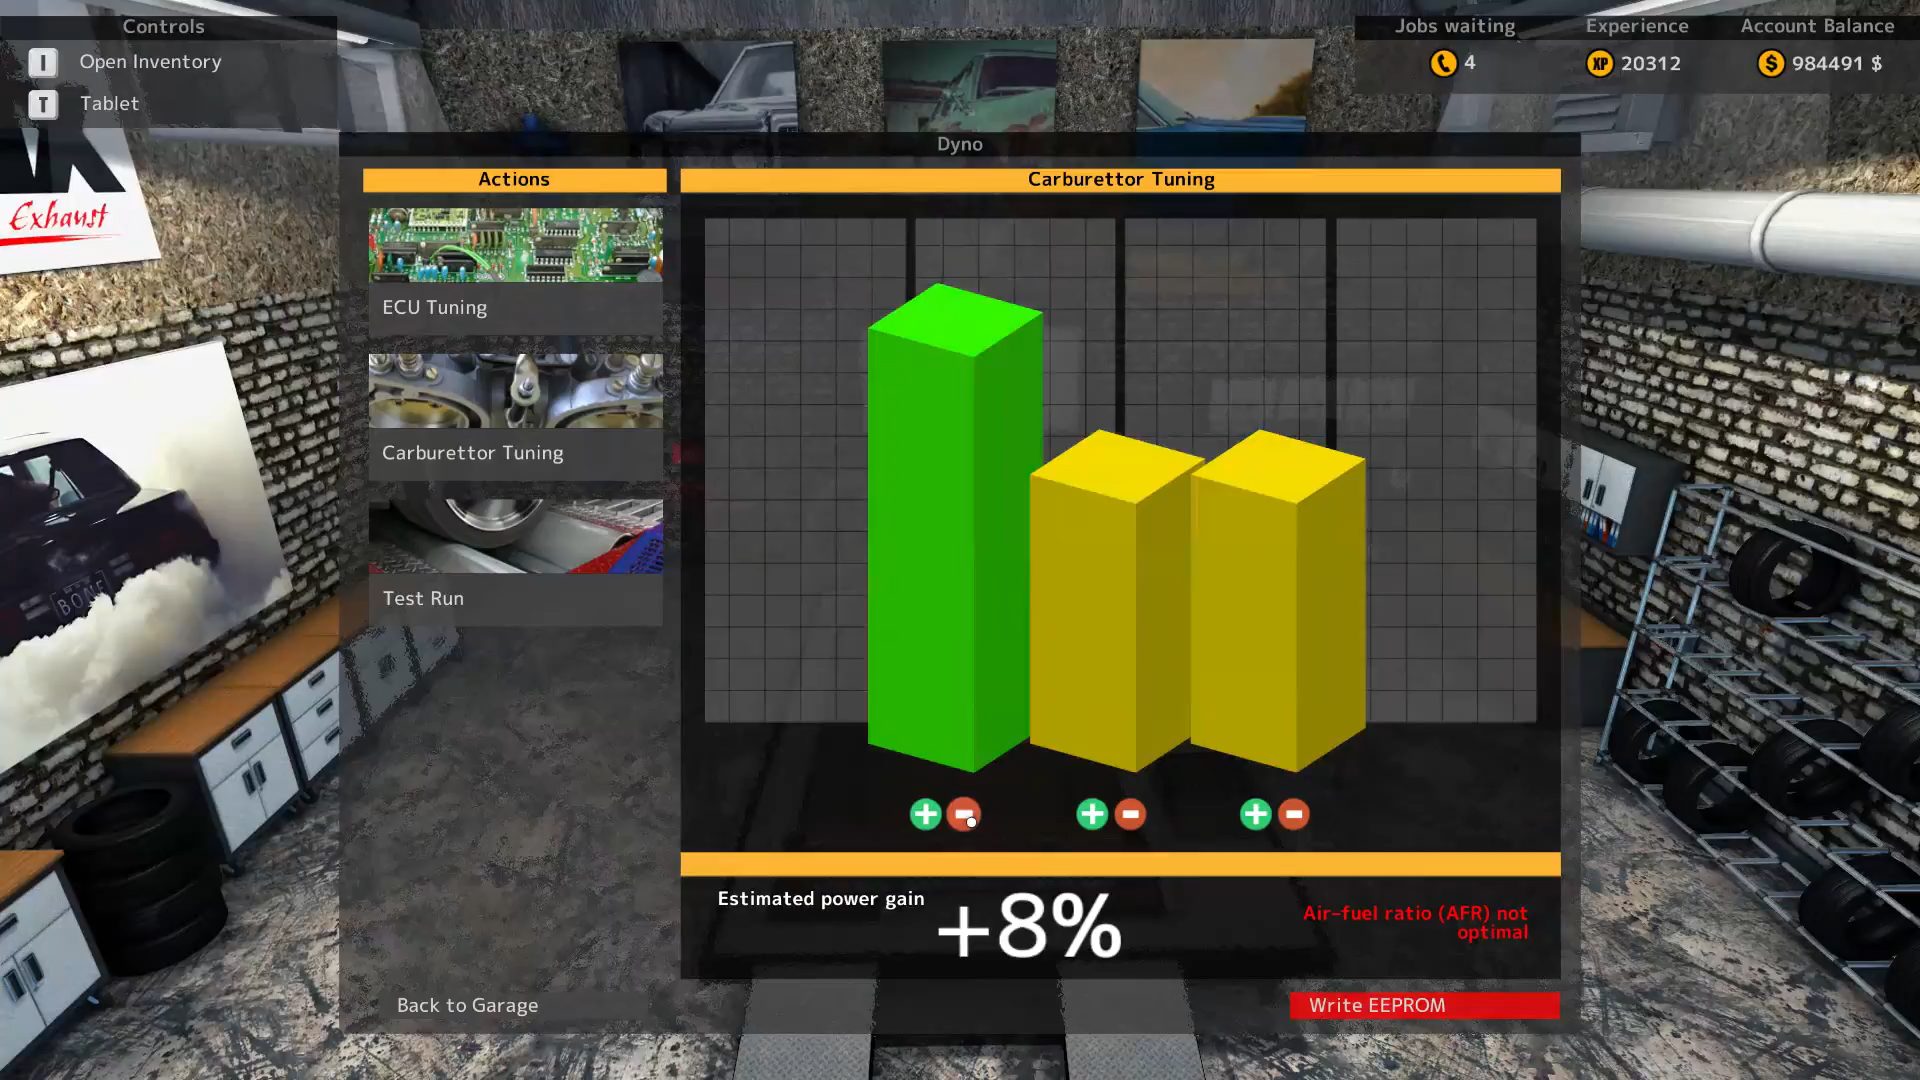 Controls
I Open Inventory
T Tablet
Jobs waiting
4
Experience
XP 20312
Account Balance
$ 984491 $
Exhaust
BONE
Dyno
Actions
ECU Tuning
Carburettor Tuning
Test Run
Carburettor Tuning
Estimated power gain
+8%
Air-fuel ratio (AFR) not
optimal
Back to Garage
Write EEPROM